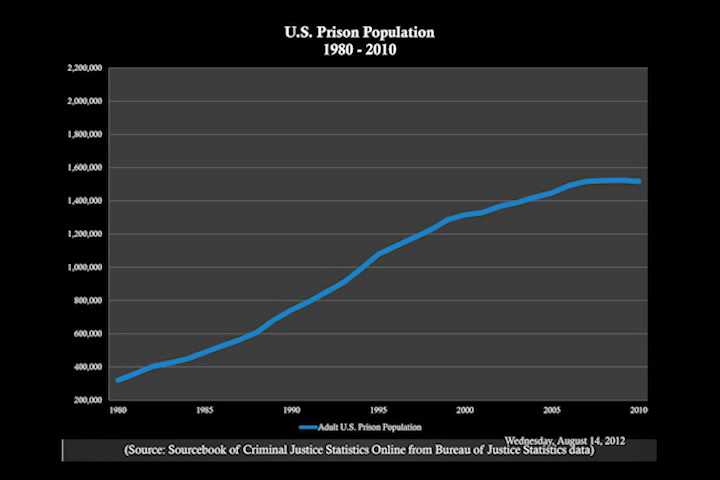 U.S. Prison Population
1980 - 2010
2,200,000
2,000,000
1,800,000
1,600,000
1,400,000
1,200,000
1,000,000
800,000
600,000
400,000
200,000
1980 1985 1990 1995 2000 2005 2010
Adult U.S. Prison Population
Wednesday, August 14, 2012
(Source: Sourcebook of Criminal Justice Statistics Online from Bureau of Justice Statistics data)